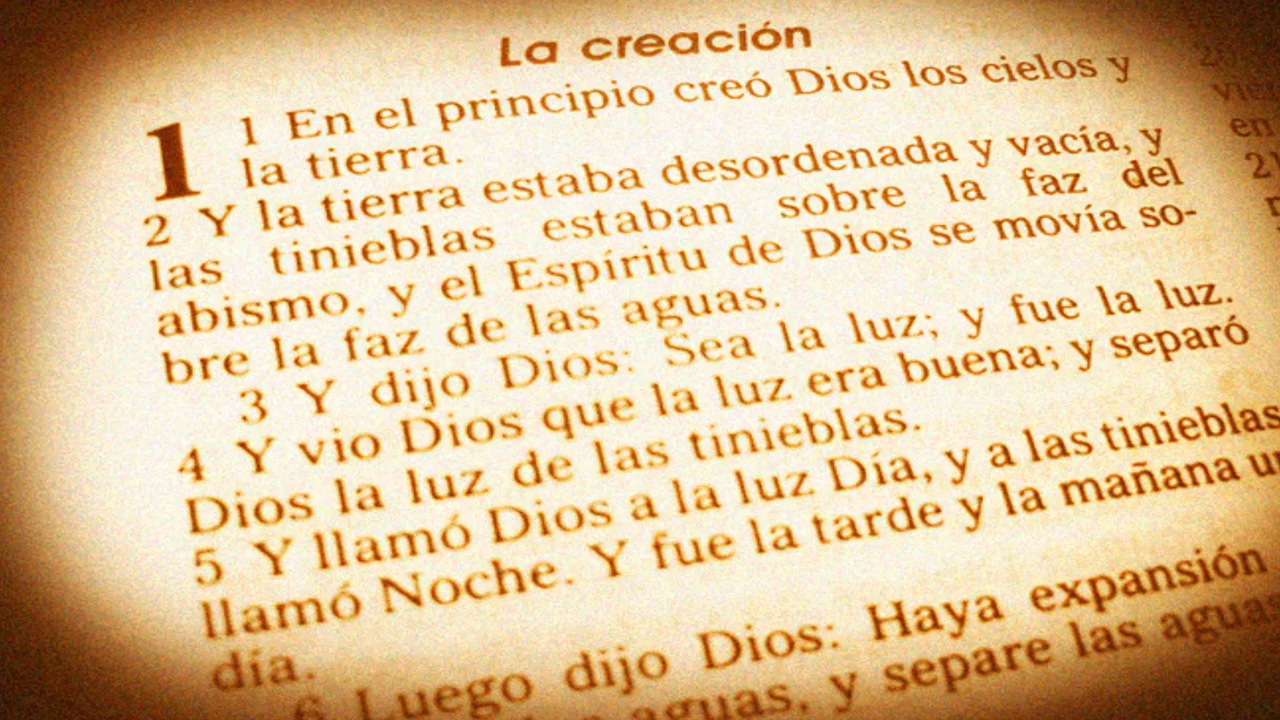 La creación
1 1 En el principio creó Dios los cielos y
la tierra.
2 Y la tierra estaba desordenada y vacía, y
las tinieblas estaban sobre la faz del
abismo, y el Espíritu de Dios se movía so-
bre la faz de las aguas.
3 Y dijo Dios: Sea la luz; y fue la luz.
4 Y vio Dios que la luz era buena; y separó
Dios la luz de las tinieblas.
5 Y llamó Dios a la luz Día, y a las tinieblas
llamó Noche. Y fue la tarde y la mañana
día.
6 Luego dijo Dios: Haya expansión
aguas, y separe las aguas